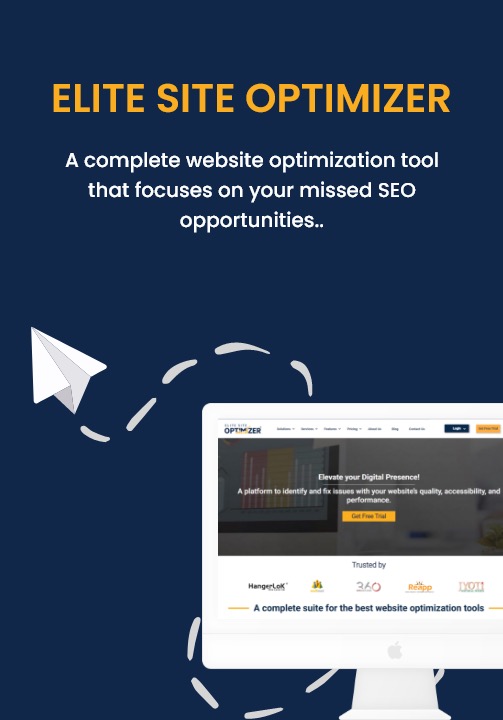 ELITE SITE OPTIMIZER
A complete website optimization tool
that focuses on your missed SEO
opportunities..
ELITE SITE
OPTIMIZER
Solutions Services Features Pricing About Us Blog Contact Us Login
Elevate your Digital Presence!
A platform to identify and fix issues with your website's quality, accessibility, and
performance.
Get Free Trial
Trusted by
HangerLoK
360
Reapp
JYOTI
A complete suite for the best website optimization tools